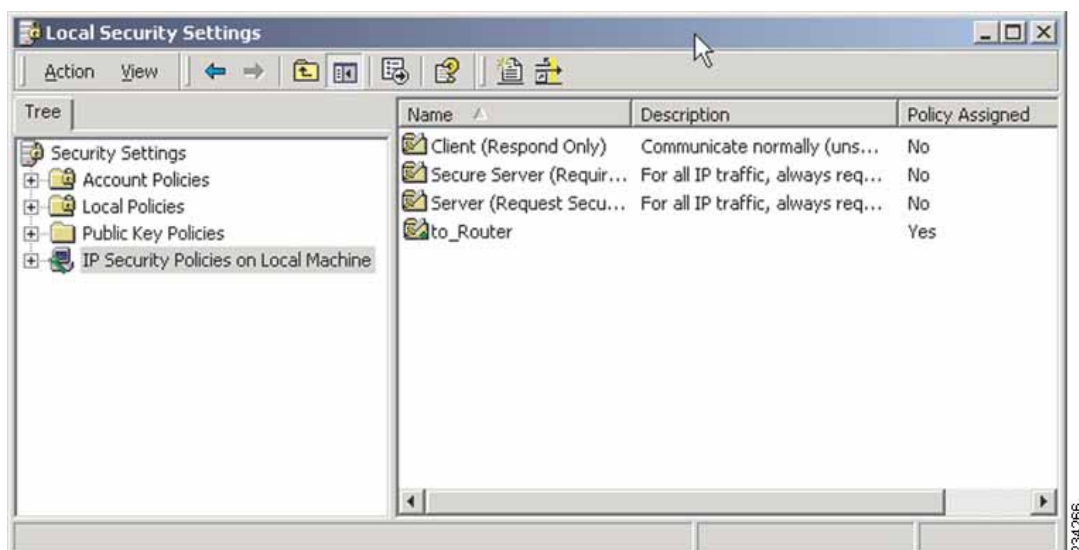 Local Security Settings
Action View
Tree
Name Description Policy Assigned
Security Settings
Account Policies
Local Policies
Public Key Policies
IP Security Policies on Local Machine
Client (Respond Only) Communicate normally (uns... No
Secure Server (Requir... For all IP traffic, always req... No
Server (Request Secu... For all IP traffic, always req... No
to_Router Yes
234266